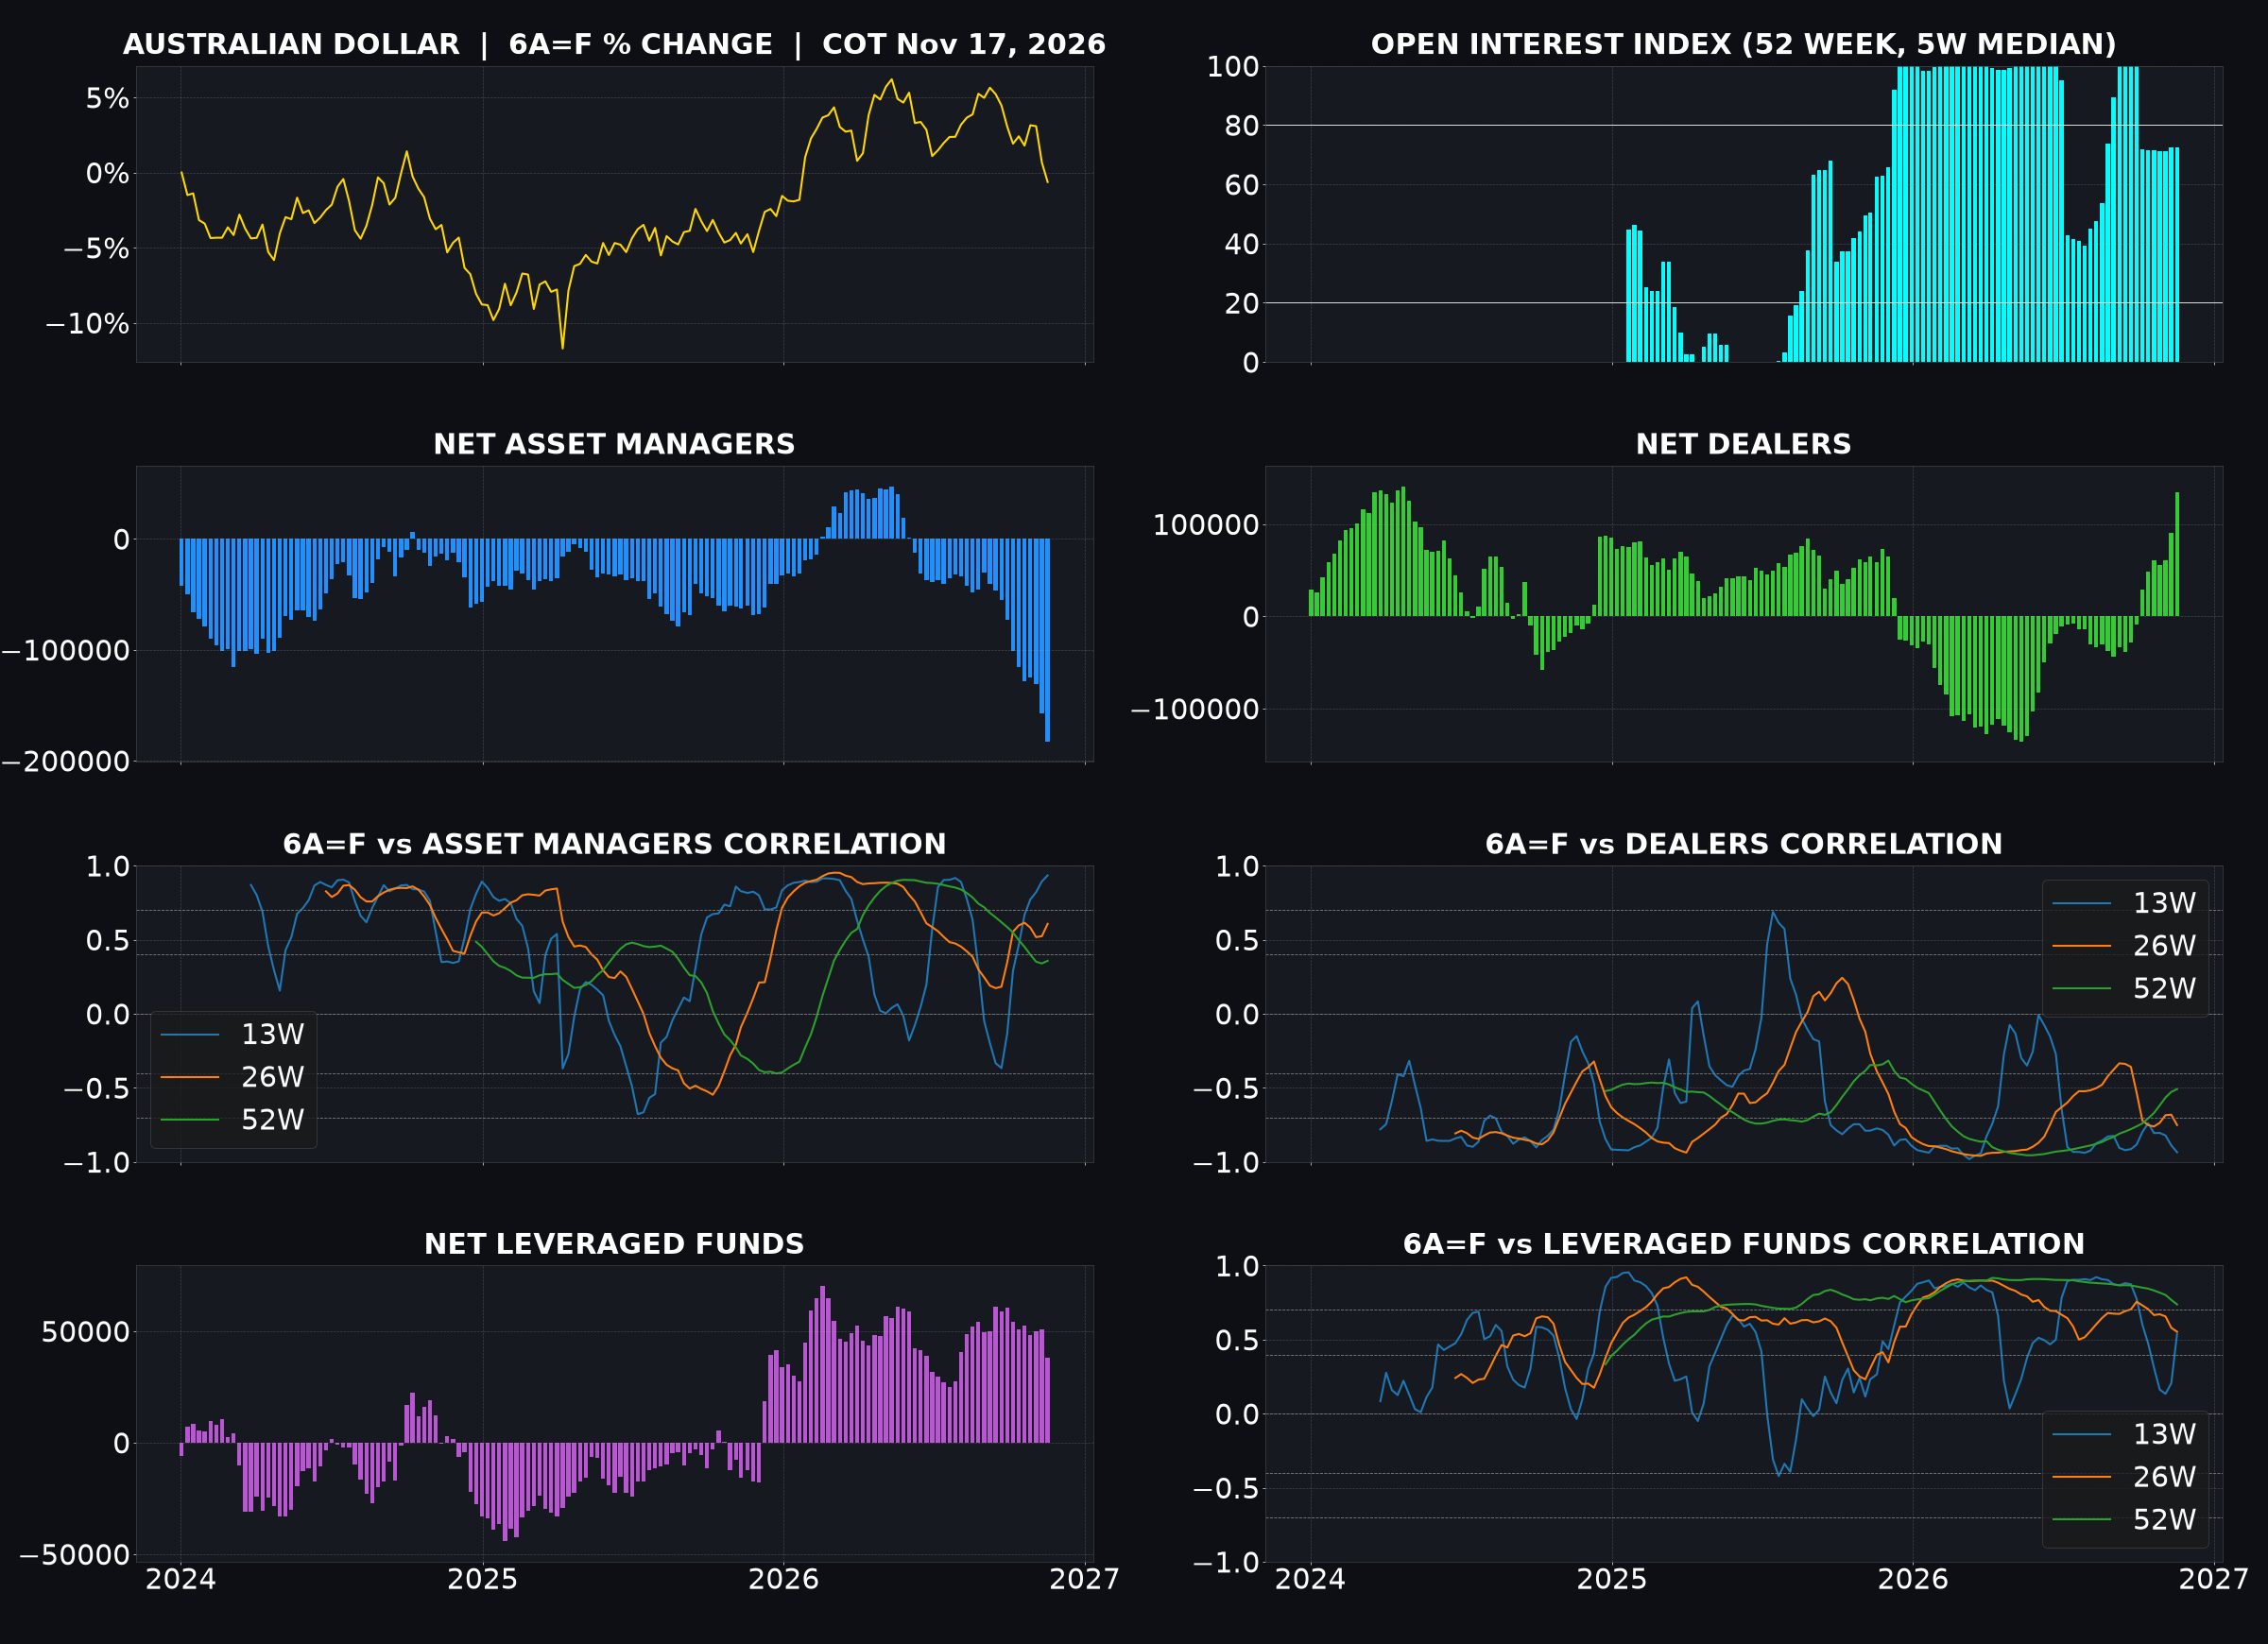 AUSTRALIAN DOLLAR | 6A=F % CHANGE | COT Nov 17, 2026
5%
0%
−5%
−10%
OPEN INTEREST INDEX (52 WEEK, 5W MEDIAN)
100
80
60
40
20
0
NET ASSET MANAGERS
0
−100000
−200000
NET DEALERS
100000
0
−100000
6A=F vs ASSET MANAGERS CORRELATION
1.0
0.5
0.0
−0.5
−1.0
13W
26W
52W
6A=F vs DEALERS CORRELATION
1.0
0.5
0.0
−0.5
−1.0
13W
26W
52W
NET LEVERAGED FUNDS
50000
0
−50000
2024 2025 2026 2027
6A=F vs LEVERAGED FUNDS CORRELATION
1.0
0.5
0.0
−0.5
−1.0
13W
26W
52W
2024 2025 2026 2027